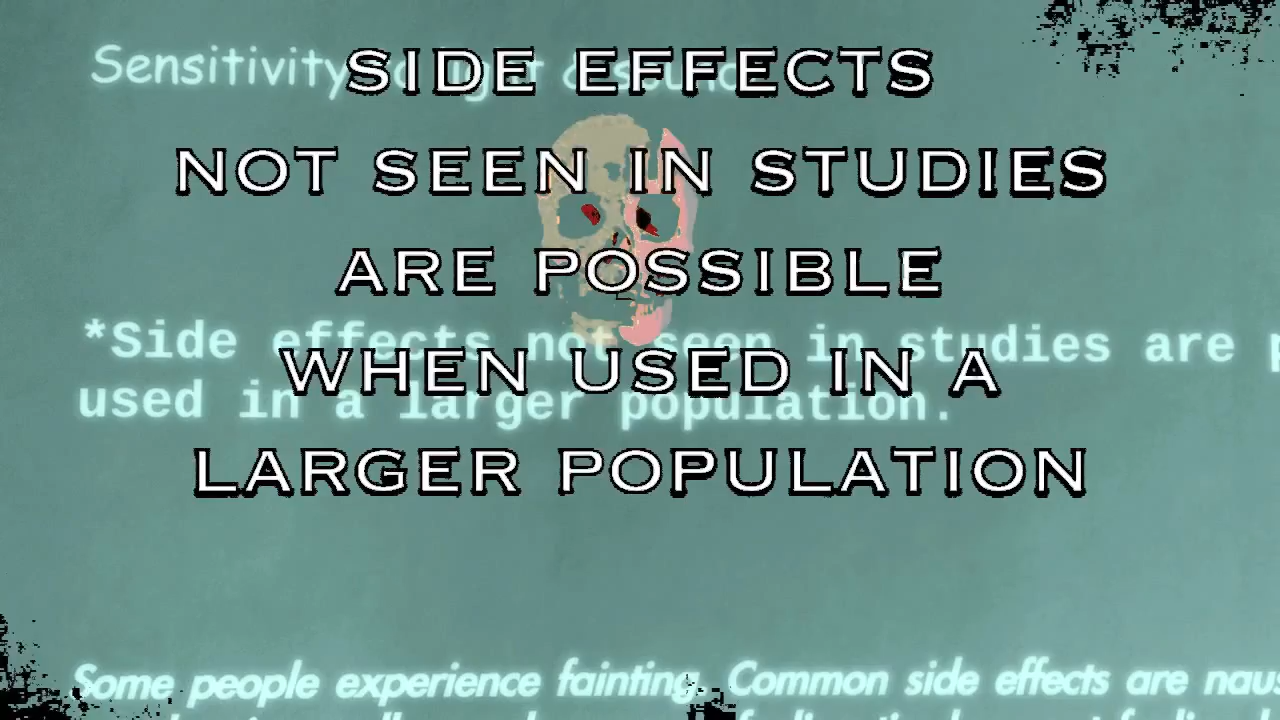 Sensitivity
SIDE EFFECTS
NOT SEEN IN STUDIES
ARE POSSIBLE
*Side effects not seen in studies are
WHEN USED IN A
used in a larger population.
LARGER POPULATION
Some people experience fainting. Common side effects are